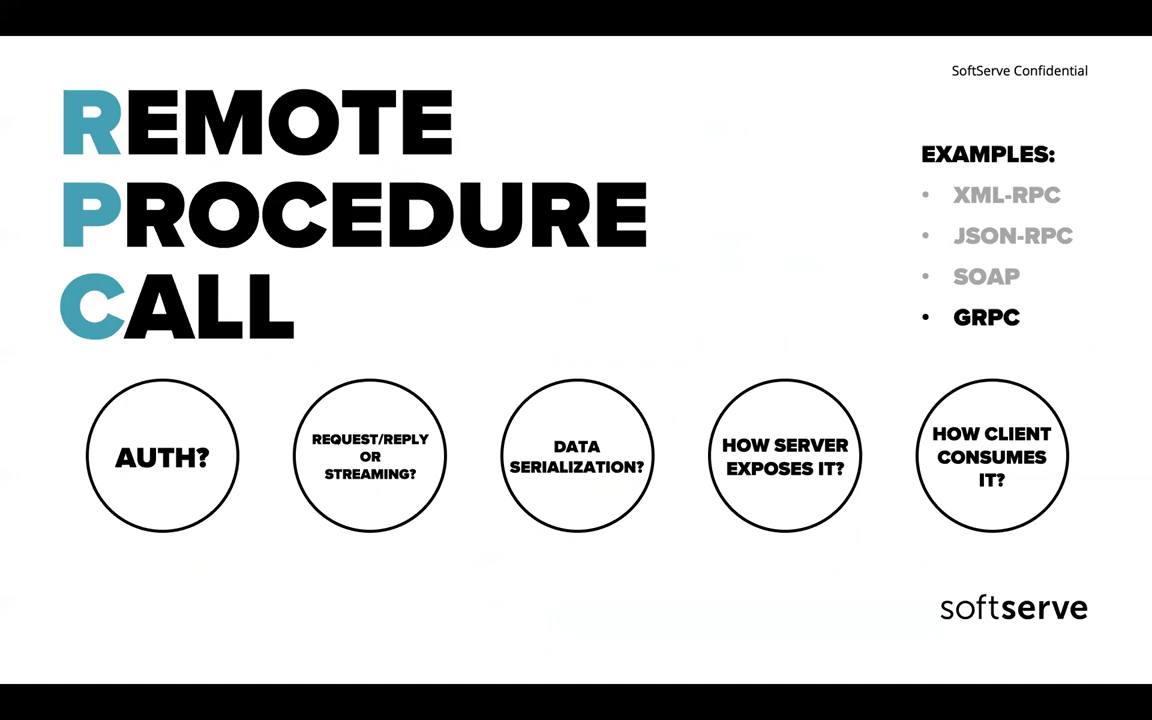 SoftServe Confidential
REMOTE
PROCEDURE
CALL
EXAMPLES:
• XML-RPC
• JSON-RPC
• SOAP
• GRPC
AUTH?
REQUEST/REPLY
OR
STREAMING?
DATA
SERIALIZATION?
HOW SERVER
EXPOSES IT?
HOW CLIENT
CONSUMES
IT?
softserve